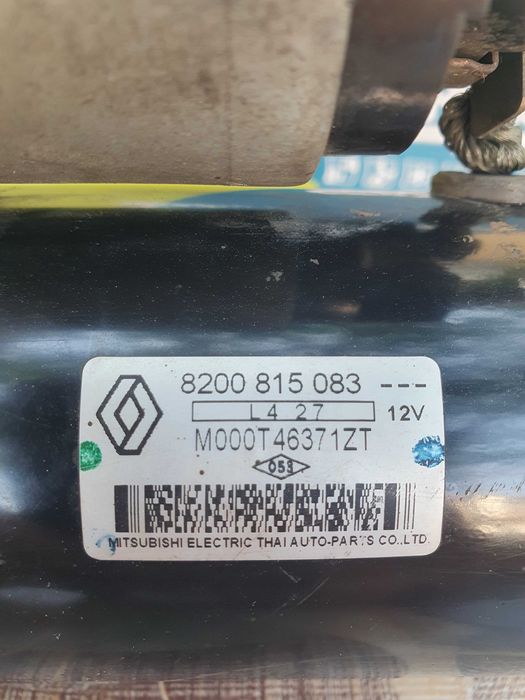 8200 815 083 ---
L4 27 12V
M000T46371ZT
053
MITSUBISHI ELECTRIC THAI AUTO-PARTS CO.,LTD.